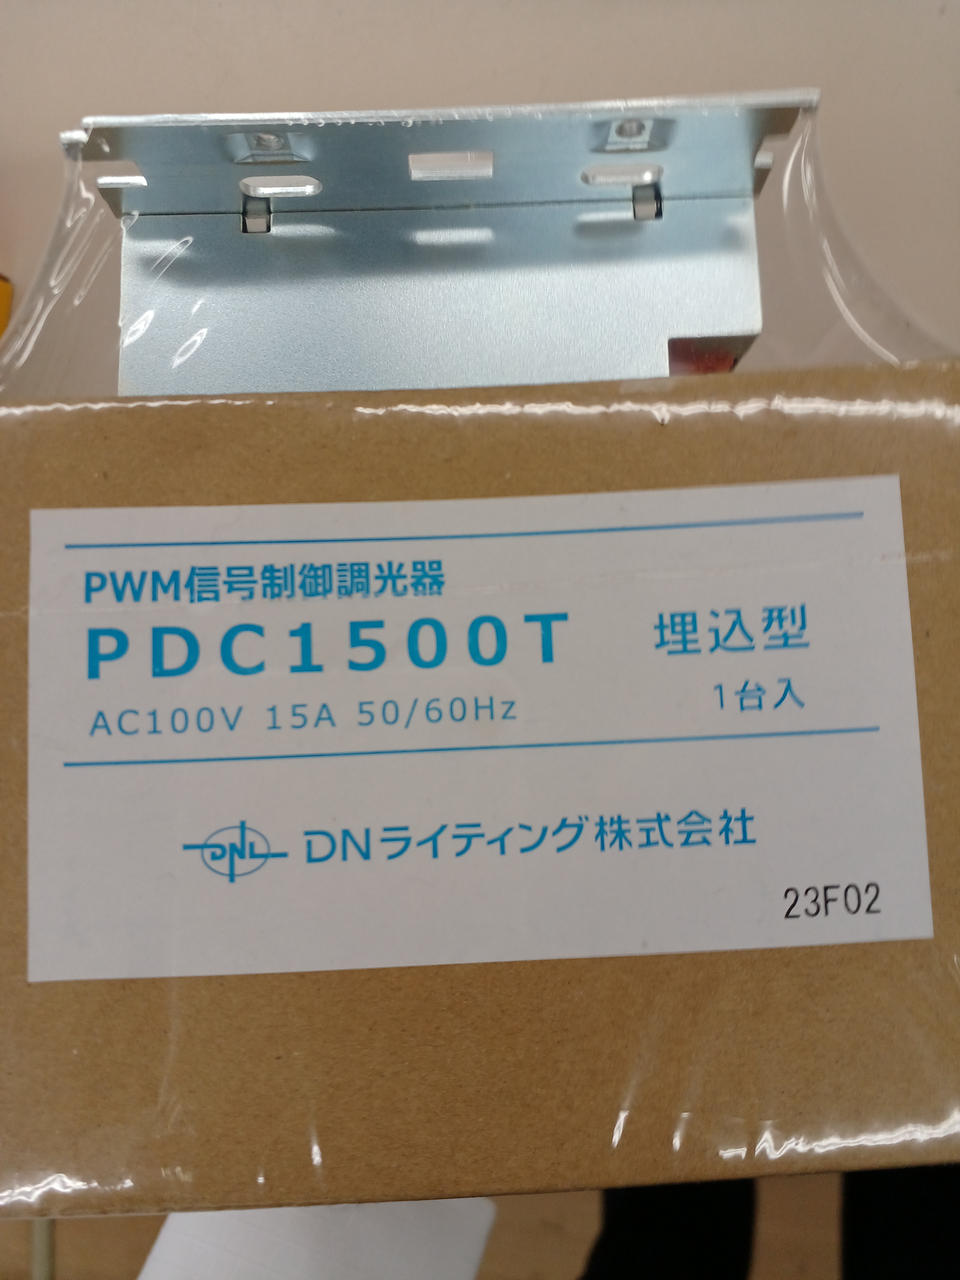 PWM信号制御調光器
PDC1500T 埋込型
AC100V 15A 50/60Hz 1台入
DNL DNライティング株式会社
23F02